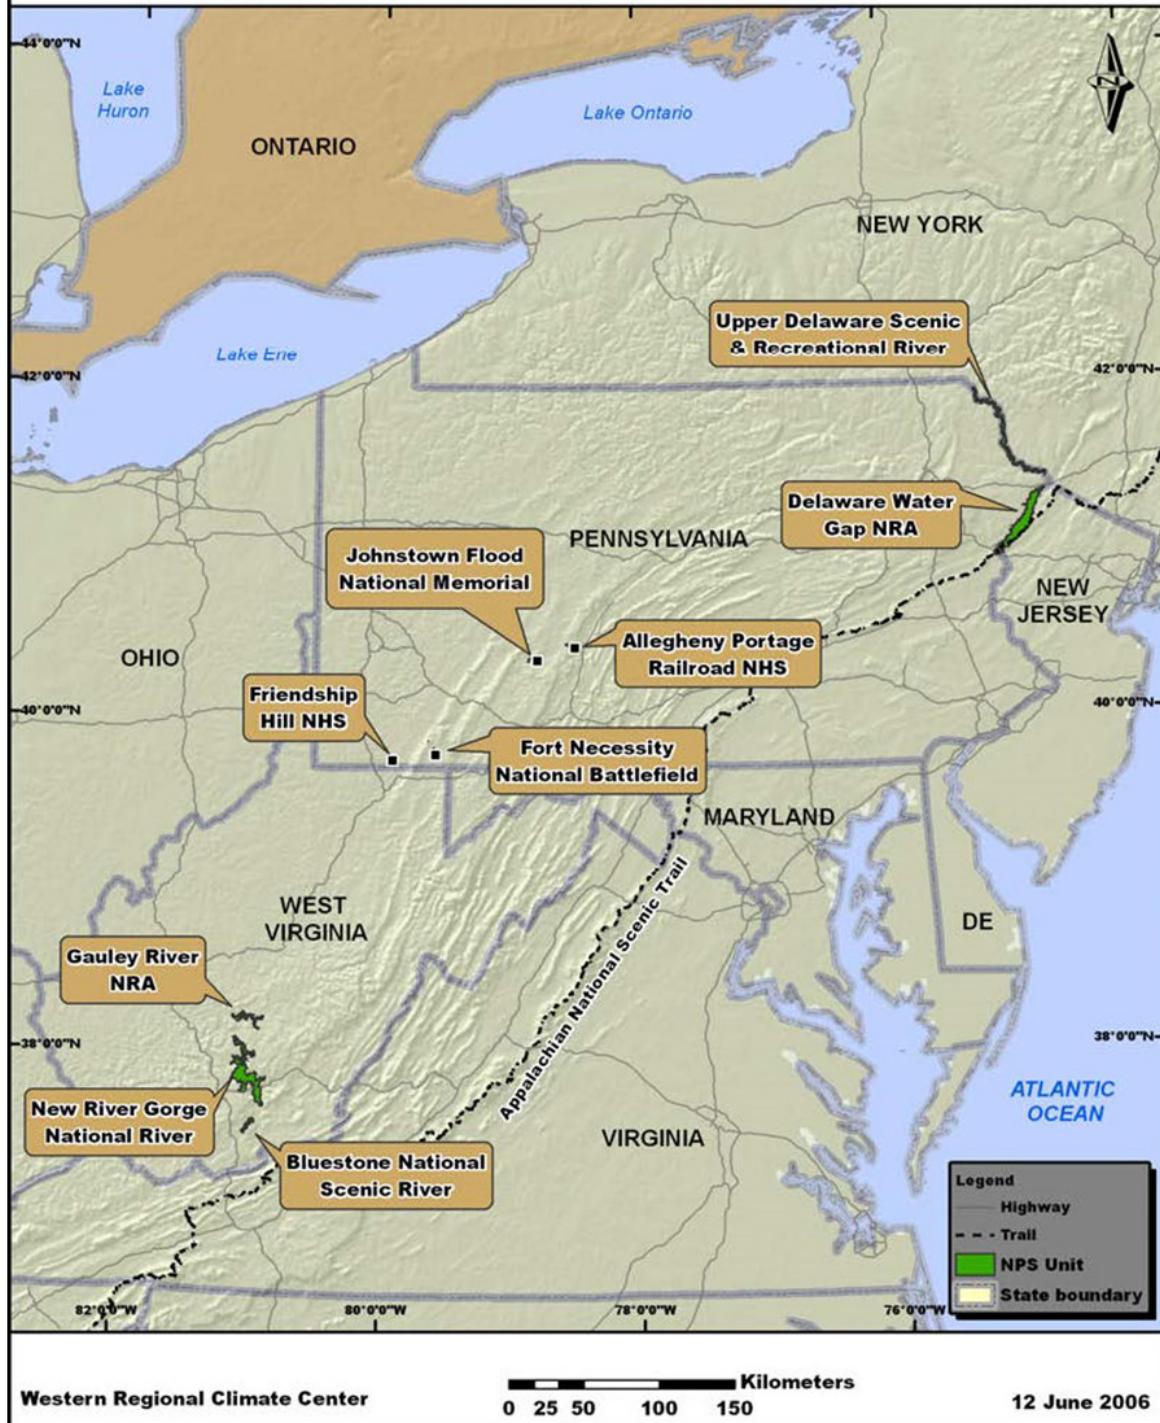 44°0'0"N
Lake
Huron
Lake Ontario
ONTARIO
NEW YORK
Upper Delaware Scenic
& Recreational River
Lake Erie
42°0'0"N
42°0'0"N
Delaware Water
Gap NRA
PENNSYLVANIA
Johnstown Flood
National Memorial
NEW
JERSEY
Allegheny Portage
Railroad NHS
OHIO
Friendship
Hill NHS
40°0'0"N
40°0'0"N
Fort Necessity
National Battlefield
MARYLAND
Appalachian National Scenic Trail
WEST
VIRGINIA
DE
Gauley River
NRA
38°0'0"N
38°0'0"N
New River Gorge
National River
ATLANTIC
OCEAN
VIRGINIA
Bluestone National
Scenic River
Legend
Highway
Trail
NPS Unit
State boundary
82°0'0"W
80°0'0"W
78°0'0"W
76°0'0"W
Western Regional Climate Center
Kilometers
0 25 50 100 150
12 June 2006
N